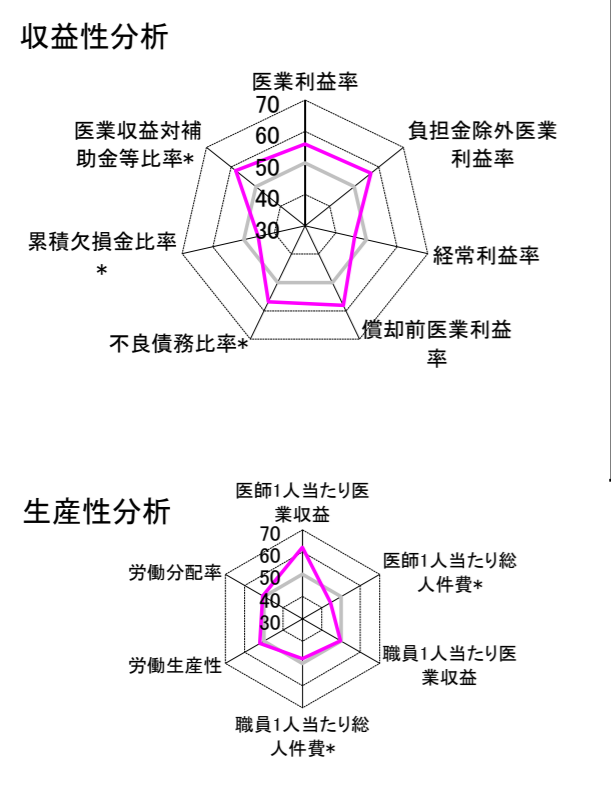 収益性分析
医業利益率
70
60
50
40
30
負担金除外医業
利益率
経常利益率
償却前医業利益
率
不良債務比率*
累積欠損金比率
*
医業収益対補
助金等比率*
生産性分析
医師1人当たり医
業収益
70
60
50
40
30
医師1人当たり総
人件費*
職員1人当たり医
業収益
職員1人当たり総
人件費*
労働生産性
労働分配率